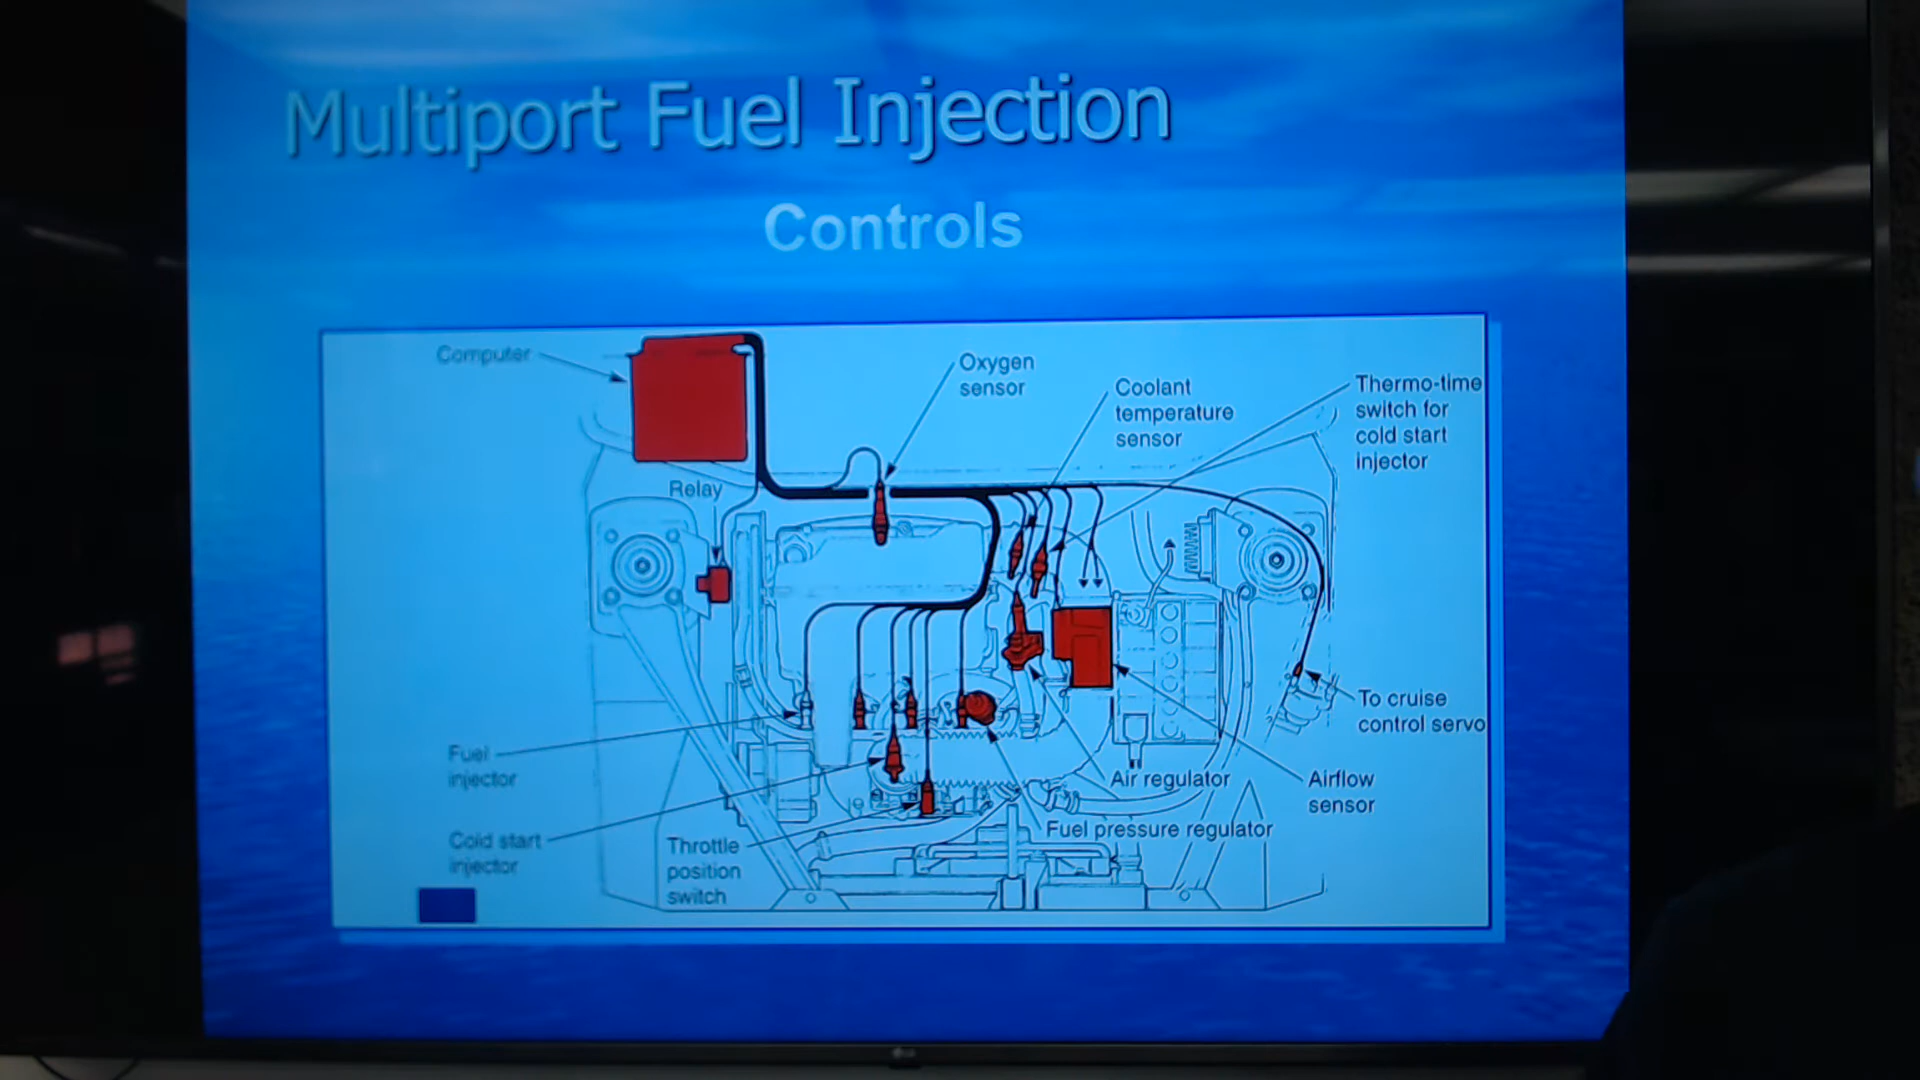 Multiport Fuel Injection
Controls
Computer
Oxygen
sensor
Coolant
temperature
sensor
Thermo-time
switch for
cold start
injector
Relay
To cruise
control servo
Fuel
injector
Air regulator
Airflow
sensor
Cold start
injector
Throttle
position
switch
Fuel pressure regulator
LG